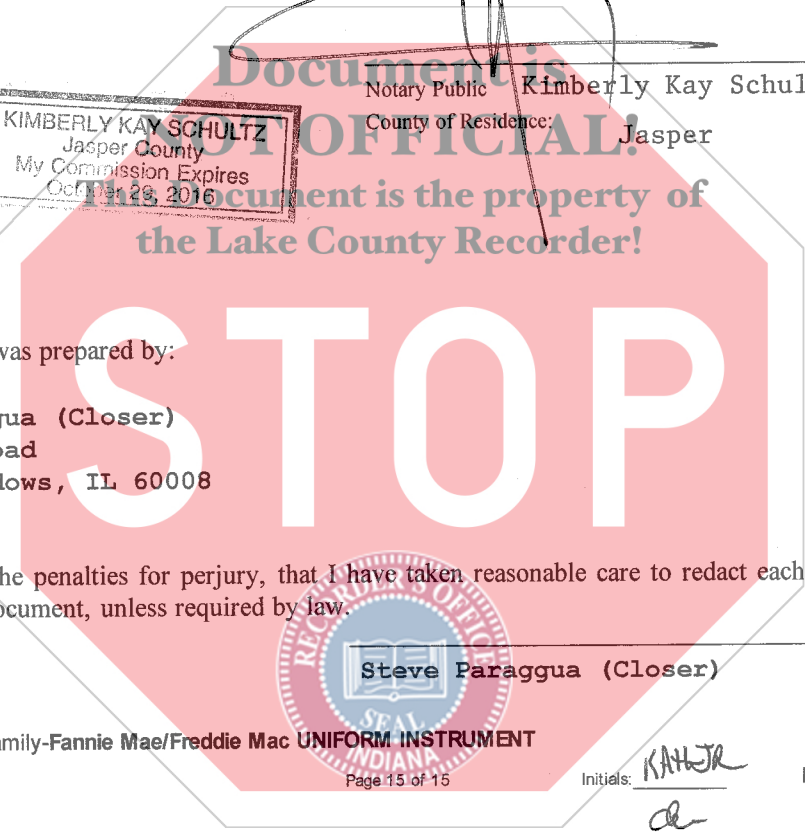 Document is
NOT OFFICIAL!
This Document is the property of
the Lake County Recorder!
STOP
Notary Public Kimberly Kay Schul
County of Residence: Jasper
KIMBERLY KAY SCHULTZ
Jasper County
My Commission Expires
October 29, 2016
was prepared by:
gua (Closer)
oad
lows, IL 60008
he penalties for perjury, that I have taken reasonable care to redact each
ocument, unless required by law.
Steve Paraggua (Closer)
RECORDER'S OFFICE
SEAL
INDIANA
amily-Fannie Mae/Freddie Mac UNIFORM INSTRUMENT
Page 15 of 15
Initials: KAHJR